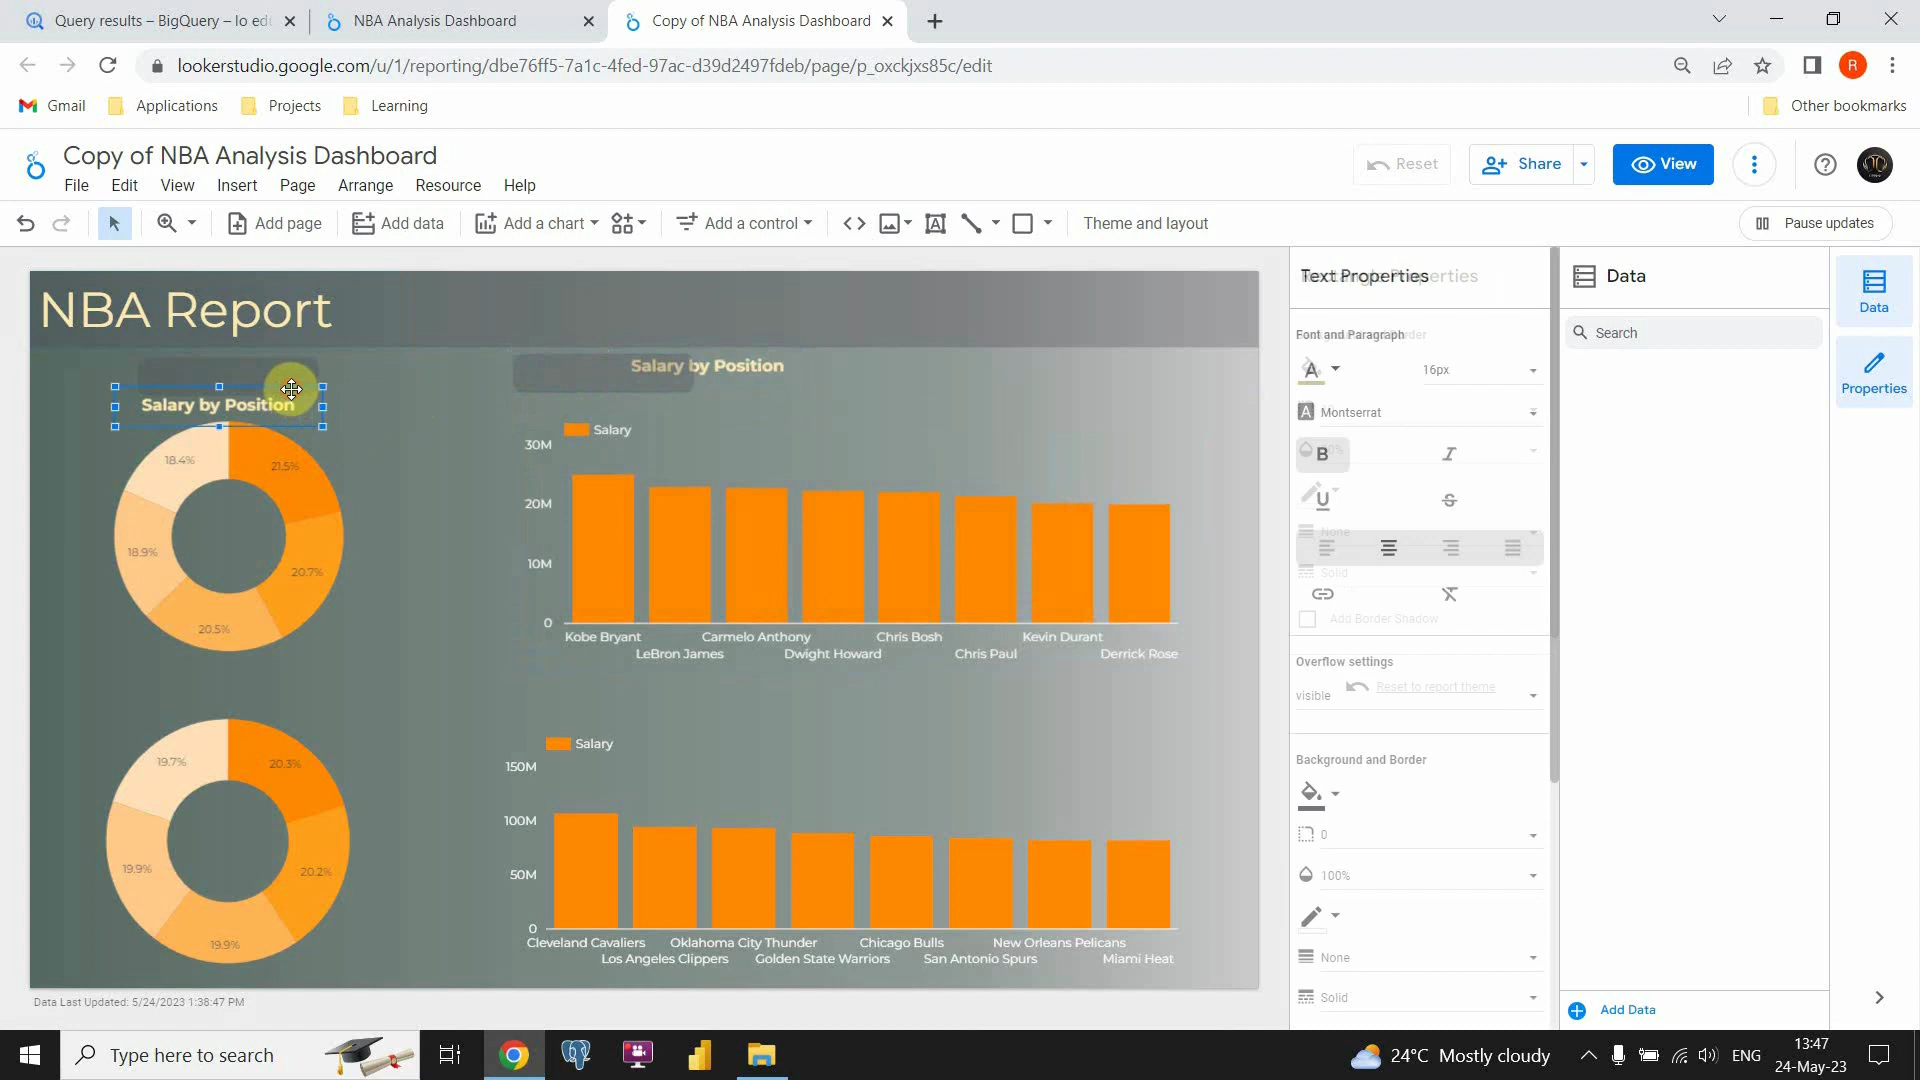 Query results – BigQuery – lo ed
NBA Analysis Dashboard
Copy of NBA Analysis Dashboard
lookerstudio.google.com/u/1/reporting/dbe76ff5-7a1c-4fed-97ac-d39d2497fdeb/page/p_oxckjxs85c/edit
R
Gmail
Applications
Projects
Learning
Other bookmarks
Copy of NBA Analysis Dashboard
Reset
Share
View
File
Edit
View
Insert
Page
Arrange
Resource
Help
Add page
Add data
Add a chart
Add a control
Theme and layout
Pause updates
NBA Report
Salary by Position
Salary by Position
18.4%
21.5%
18.9%
20.7%
20.5%
Salary
30M
20M
10M
0
Kobe Bryant
Carmelo Anthony
Chris Bosh
Kevin Durant
LeBron James
Dwight Howard
Chris Paul
Derrick Rose
19.7%
20.3%
19.9%
20.2%
19.9%
Salary
150M
100M
50M
0
Cleveland Cavaliers
Oklahoma City Thunder
Chicago Bulls
New Orleans Pelicans
Los Angeles Clippers
Golden State Warriors
San Antonio Spurs
Miami Heat
Data Last Updated: 5/24/2023 1:38:47 PM
Text Properties
Font and Paragraph
16px
Montserrat
None
Solid
Add Border Shadow
Overflow settings
visible
Reset to report theme
Background and Border
0
100%
None
Solid
Data
Search
Add Data
Data
Properties
Type here to search
24°C Mostly cloudy
ENG
13:47
24-May-23